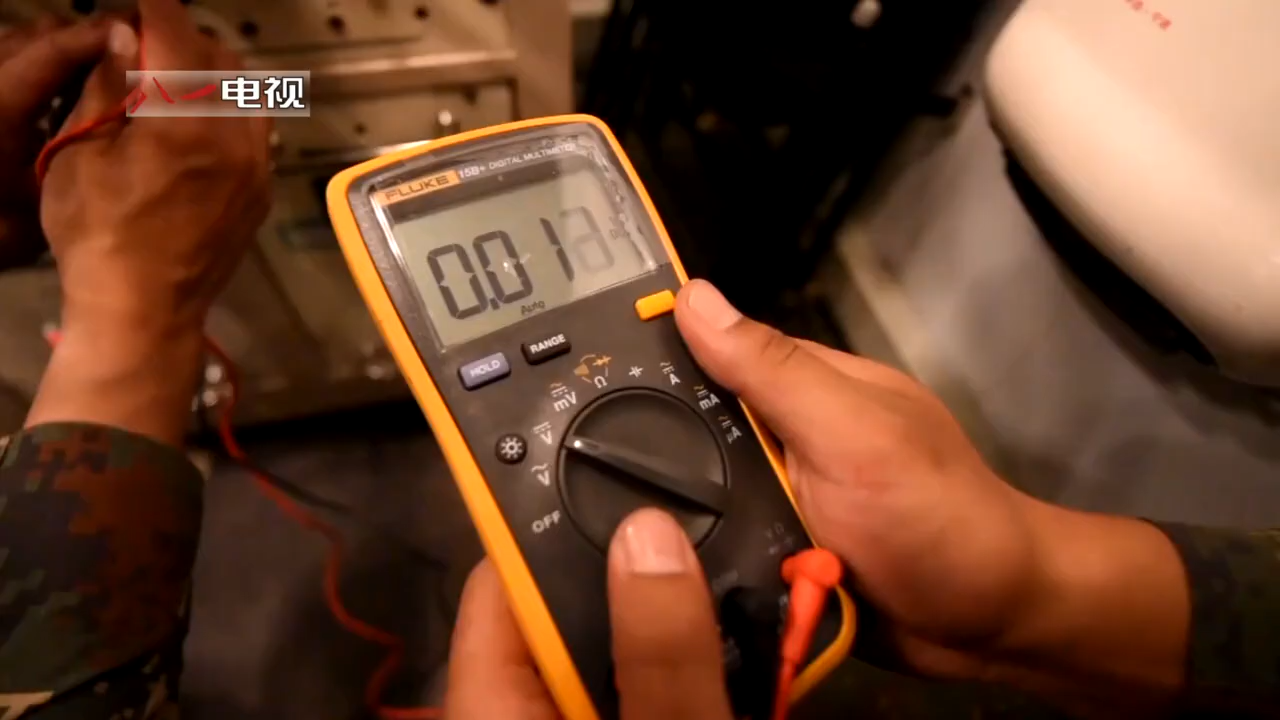 八一电视
FLUKE 15B+ DIGITAL MULTIMETER
0.01
Auto
HOLD
RANGE
mV
Ω
A
mA
µA
V
V
OFF